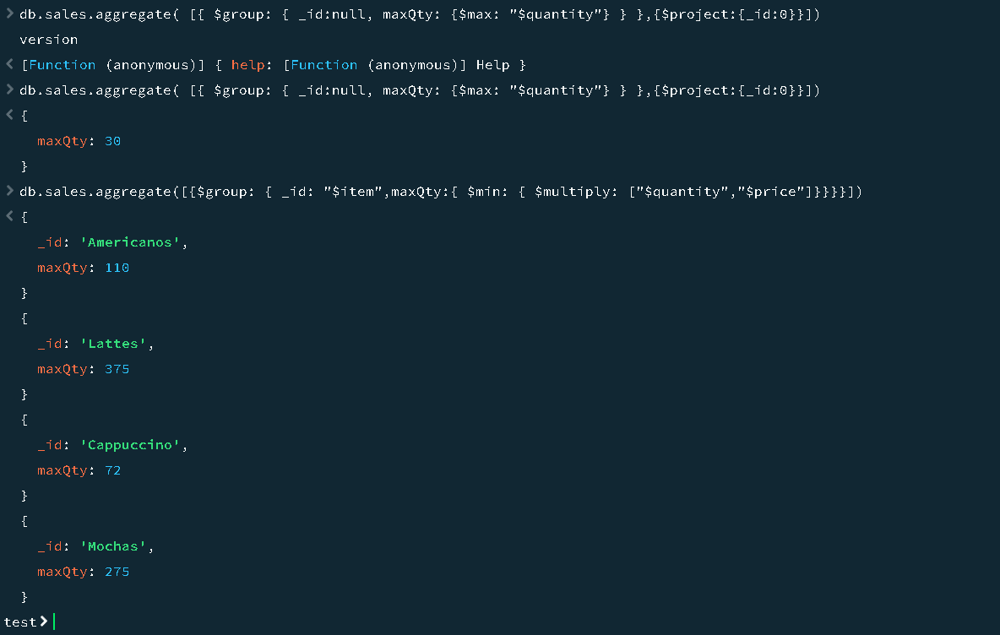 > db.sales.aggregate( [{ $group: { _id:null, maxQty: {$max: "$quantity"} } },{$project:{_id:0}}])
version
< [Function (anonymous)] { help: [Function (anonymous)] Help }
> db.sales.aggregate( [{ $group: { _id:null, maxQty: {$max: "$quantity"} } },{$project:{_id:0}}])
< {
maxQty: 30
}
> db.sales.aggregate([{$group: { _id: "$item",maxQty:{ $min: { $multiply: ["$quantity","$price"]}}}}])
< {
_id: 'Americanos',
maxQty: 110
}
{
_id: 'Lattes',
maxQty: 375
}
{
_id: 'Cappuccino',
maxQty: 72
}
{
_id: 'Mochas',
maxQty: 275
}
test>